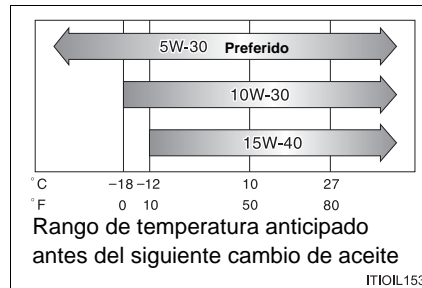 5W-30 Preferido
10W-30
15W-40
°C -18 -12 10 27
°F 0 10 50 80
Rango de temperatura anticipado
antes del siguiente cambio de aceite
ITIOIL153